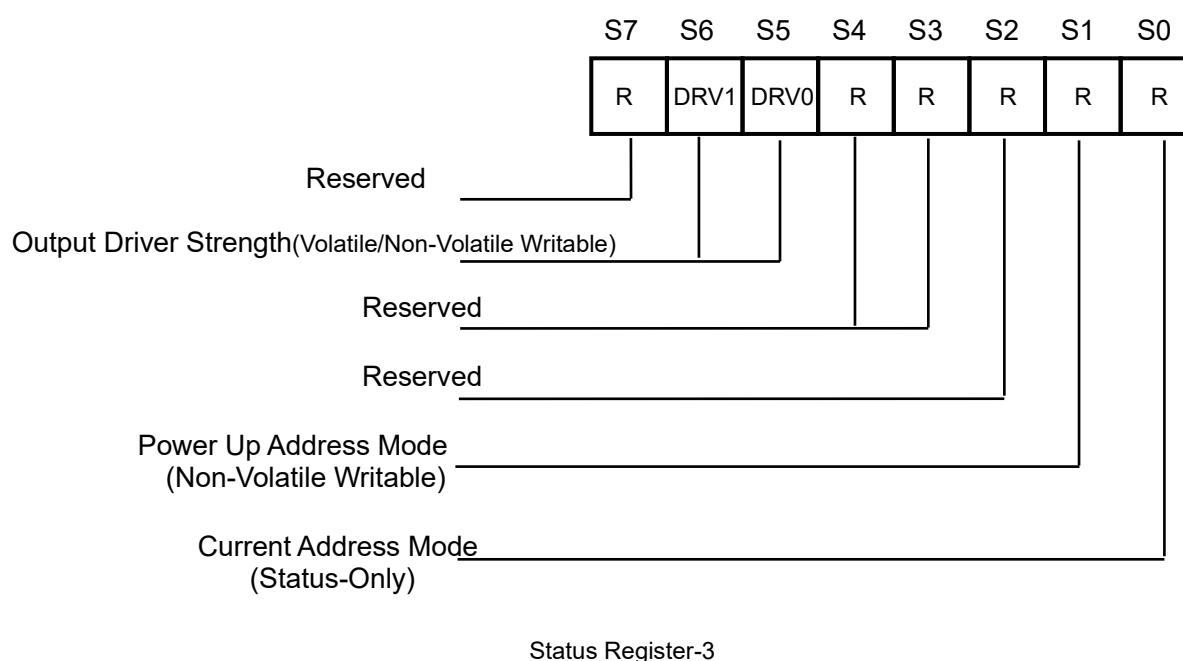 S7 S6 S5 S4 S3 S2 S1 S0
R DRV1 DRV0 R R R R R
Reserved
Output Driver Strength(Volatile/Non-Volatile Writable)
Reserved
Reserved
Power Up Address Mode
(Non-Volatile Writable)
Current Address Mode
(Status-Only)
Status Register-3